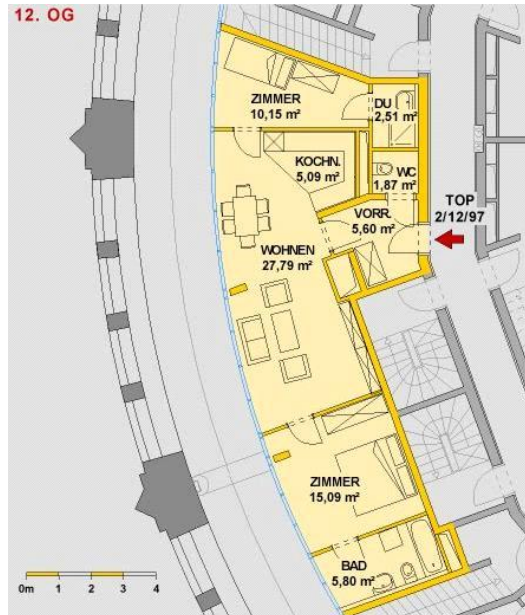 12. OG
ZIMMER
10,15 m²
DU
2,51 m²
KOCHN.
5,09 m²
WC
1,87 m²
VORR.
5,60 m²
TOP
2/12/97
WOHNEN
27,79 m²
ZIMMER
15,09 m²
BAD
5,80 m²
0m 1 2 3 4